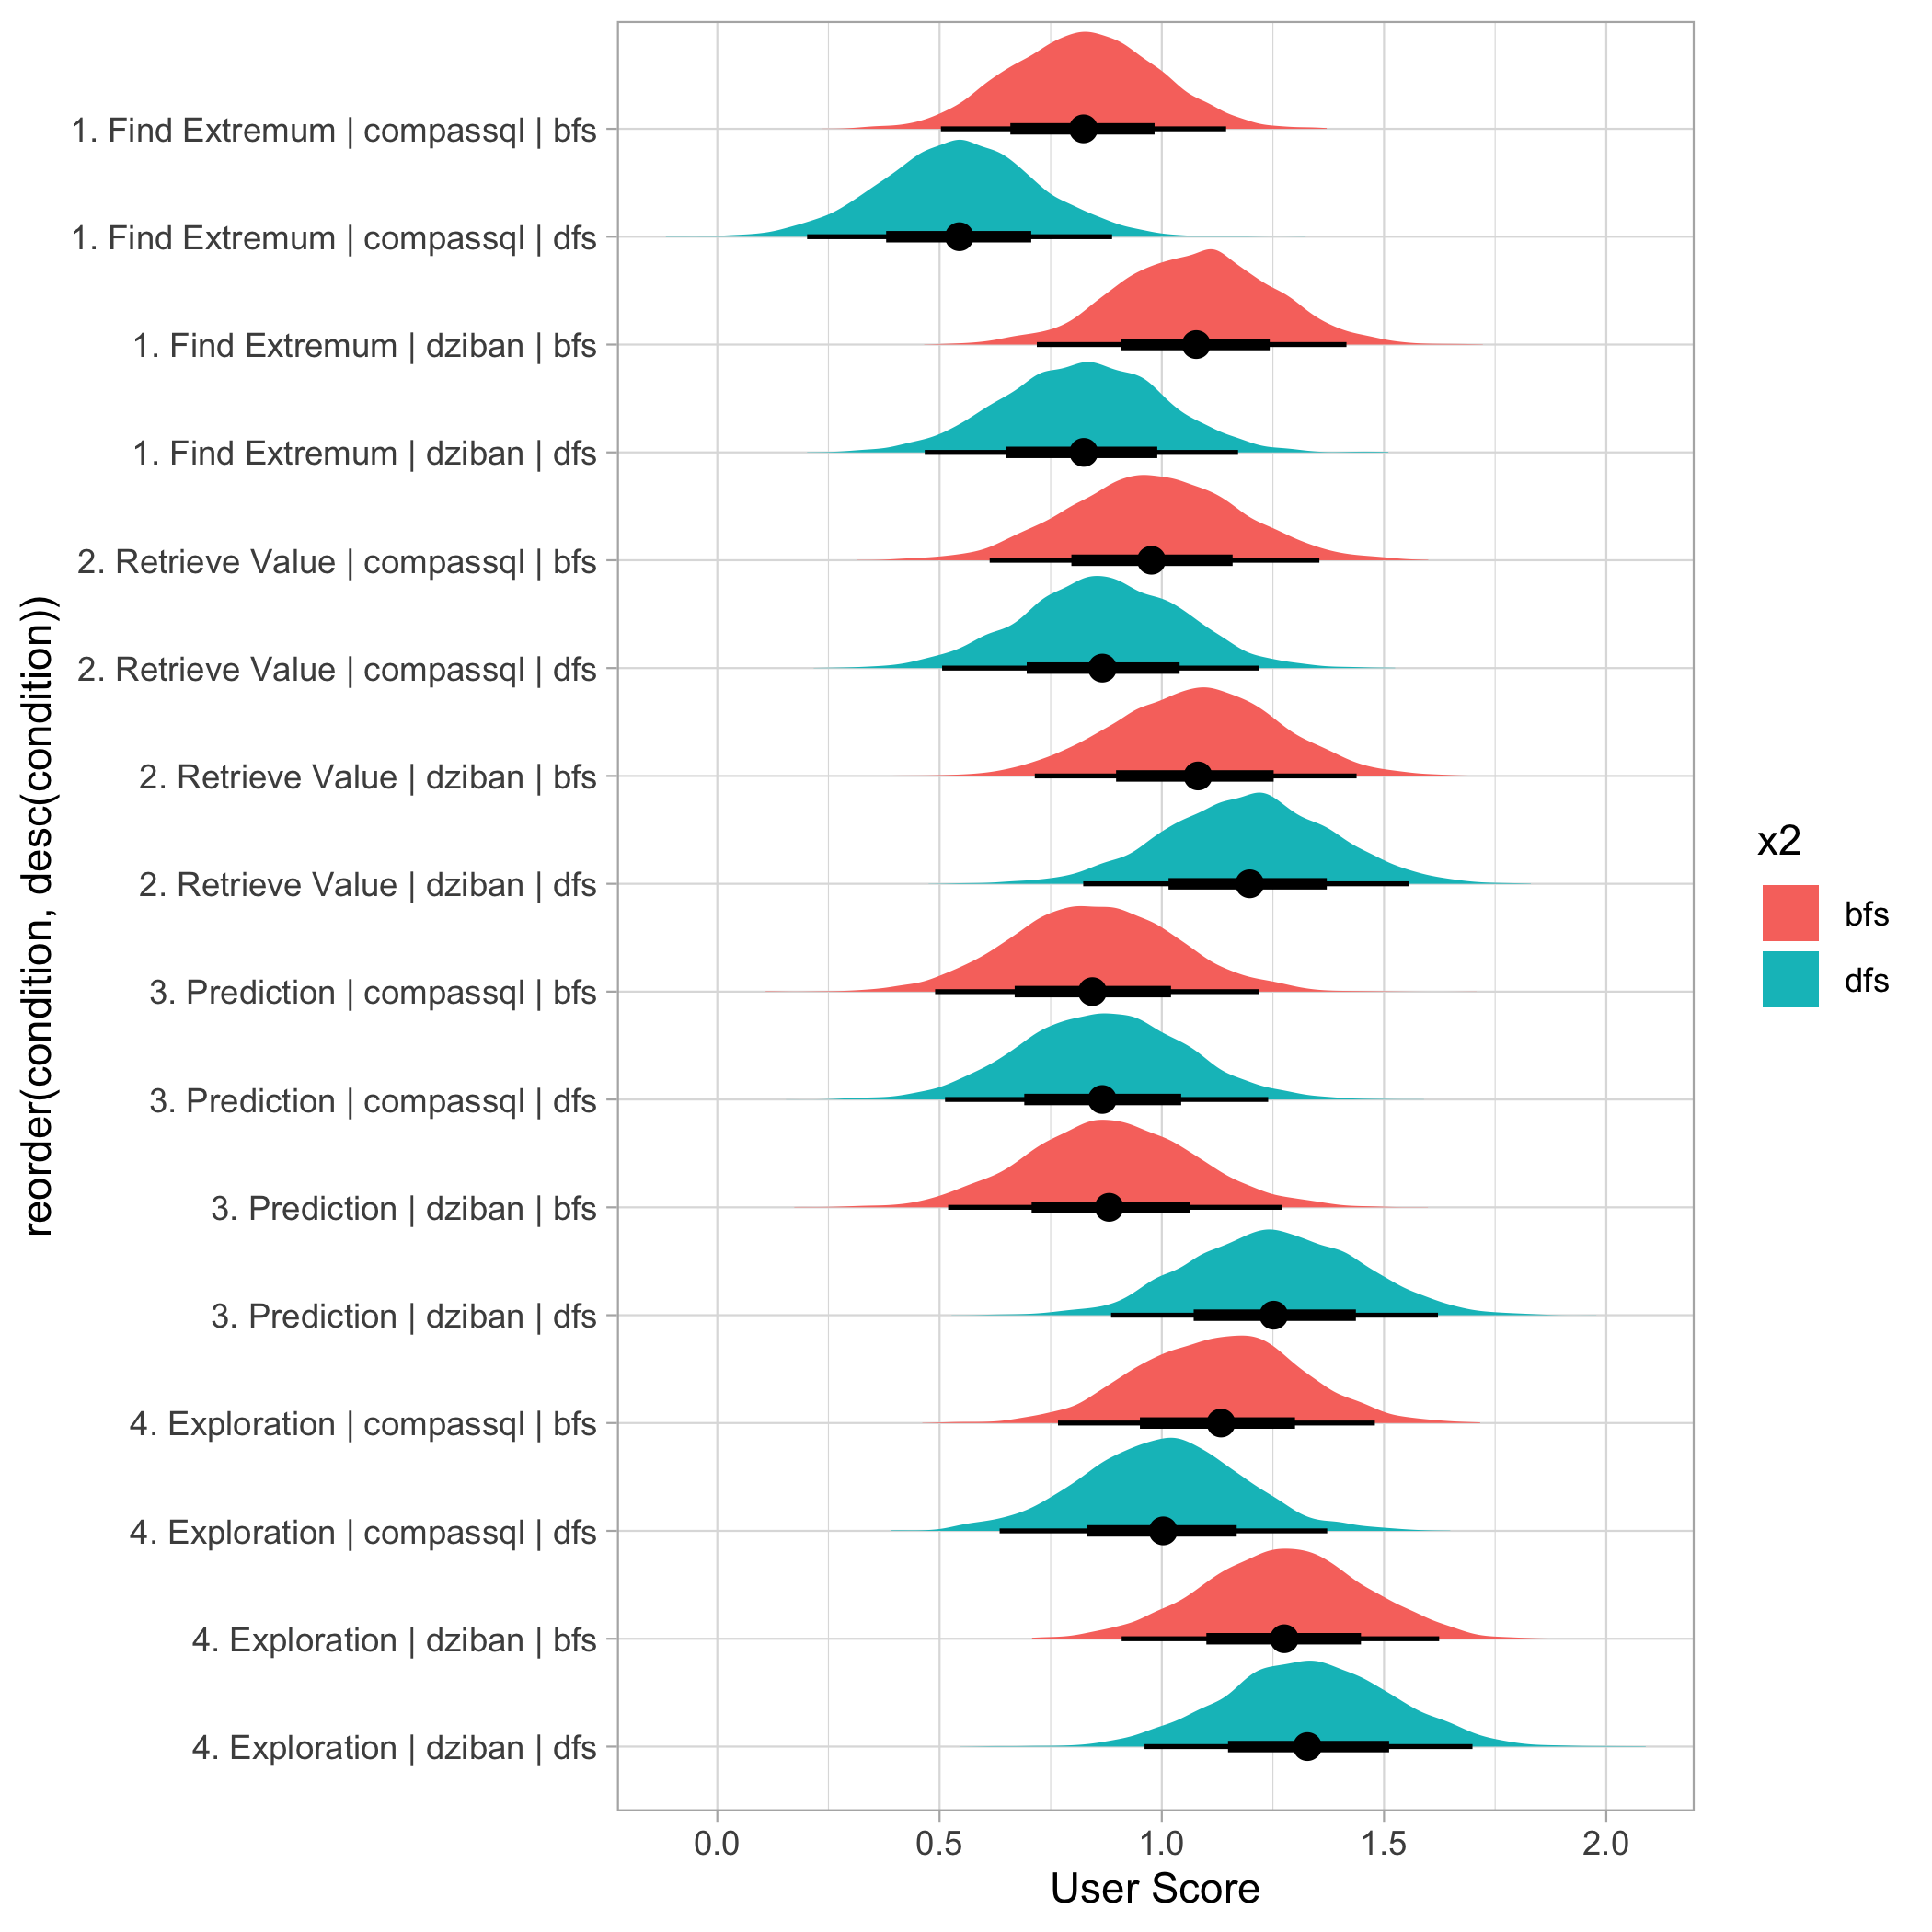 1. Find Extremum | compassql | bfs
1. Find Extremum | compassql | dfs
1. Find Extremum | dziban | bfs
1. Find Extremum | dziban | dfs
2. Retrieve Value | compassql | bfs
2. Retrieve Value | compassql | dfs
2. Retrieve Value | dziban | bfs
2. Retrieve Value | dziban | dfs
3. Prediction | compassql | bfs
3. Prediction | compassql | dfs
3. Prediction | dziban | bfs
3. Prediction | dziban | dfs
4. Exploration | compassql | bfs
4. Exploration | compassql | dfs
4. Exploration | dziban | bfs
4. Exploration | dziban | dfs
reorder(condition, desc(condition))
0.0 0.5 1.0 1.5 2.0
User Score
x2
bfs
dfs